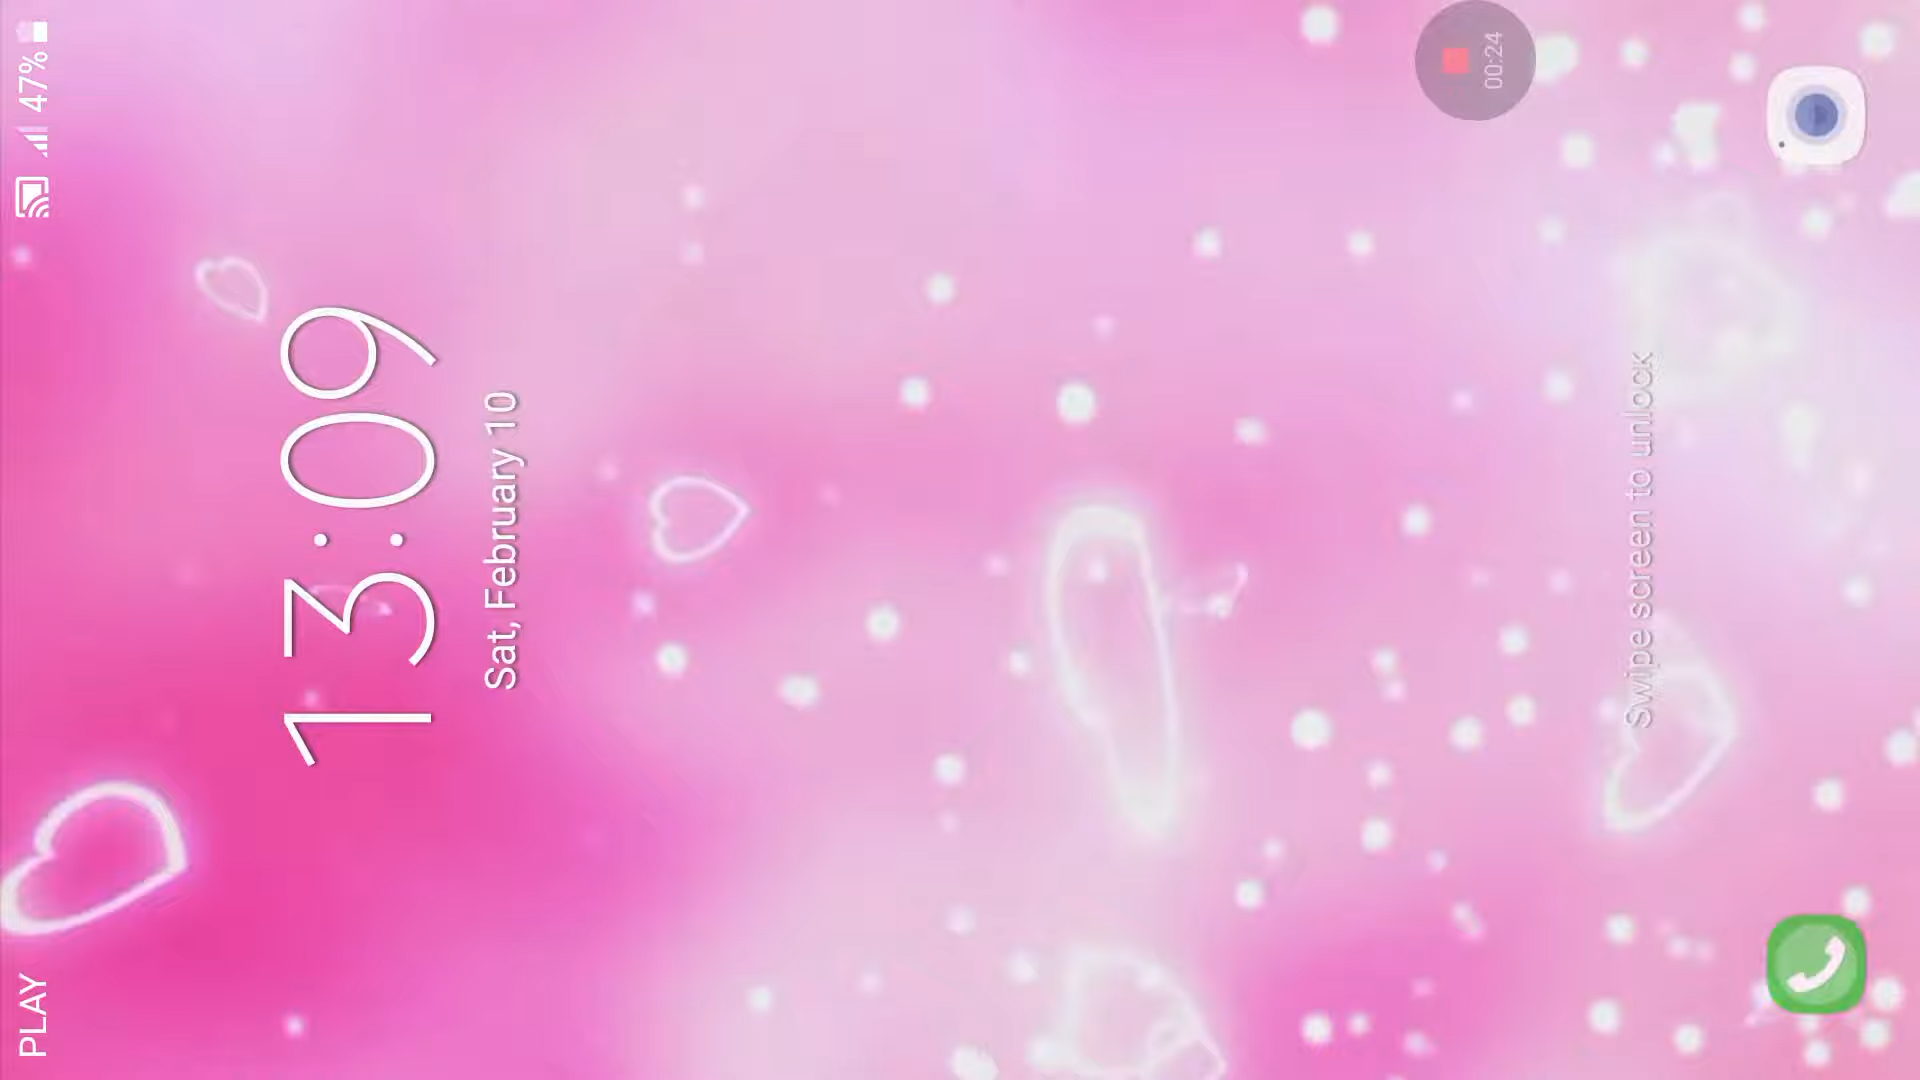 PLAY
47%
13:09
Sat, February 10
00:24
Swipe screen to unlock